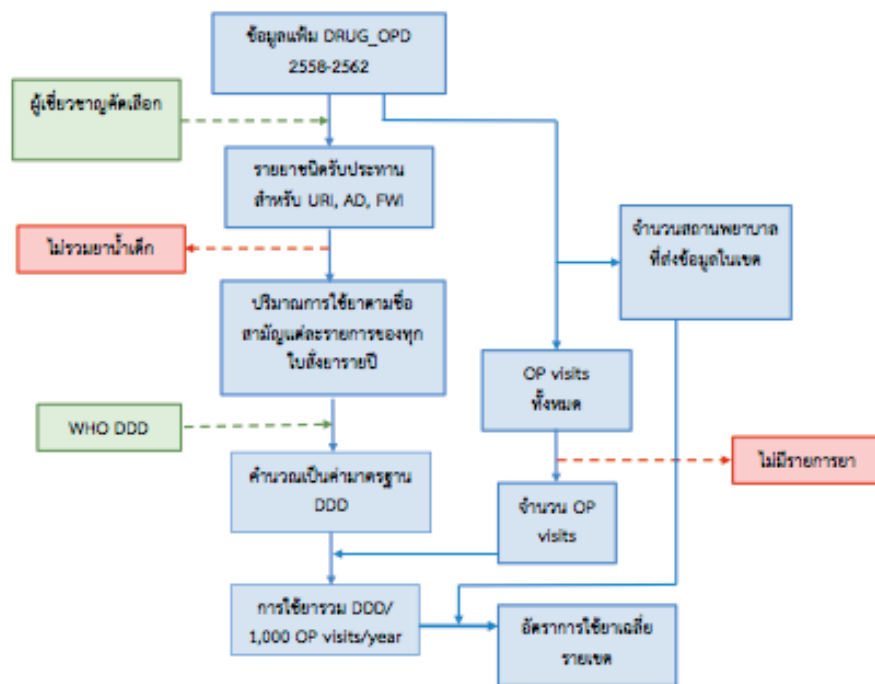 ข้อมูลแฟ้ม DRUG_OPD
2558-2562
ผู้เชี่ยวชาญคัดเลือก
รายยาชนิดรับประทาน
สำหรับ URI, AD, FWI
ไม่รวมยาน้ำเด็ก
จำนวนสถานพยาบาล
ที่ส่งข้อมูลในเขต
ปริมาณการใช้ยาตามชื่อ
สามัญแต่ละรายการของทุก
ใบสั่งยารายปี
OP visits
ทั้งหมด
WHO DDD
ไม่มีรายการยา
คำนวณเป็นค่ามาตรฐาน
DDD
จำนวน OP
visits
การใช้ยารวม DDD/
1,000 OP visits/year
อัตราการใช้ยาเฉลี่ย
รายเขต